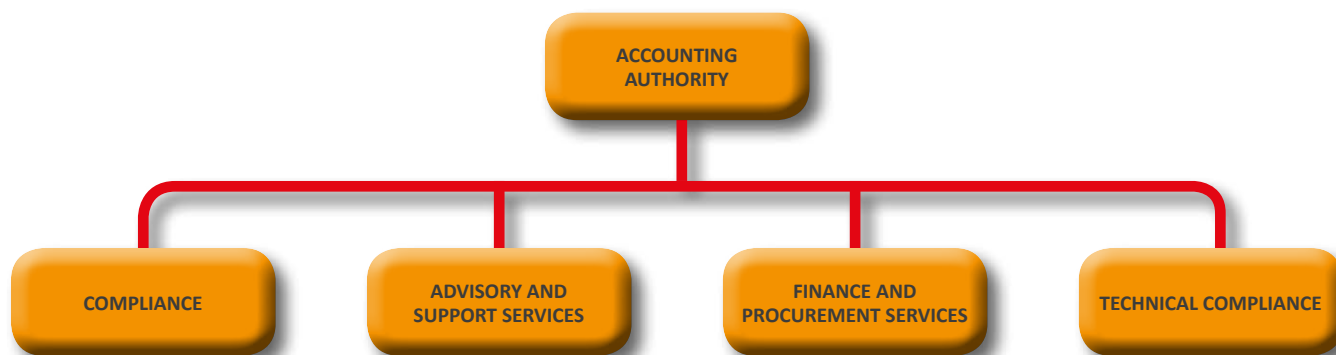 ACCOUNTING
AUTHORITY
COMPLIANCE
ADVISORY AND
SUPPORT SERVICES
FINANCE AND
PROCUREMENT SERVICES
TECHNICAL COMPLIANCE